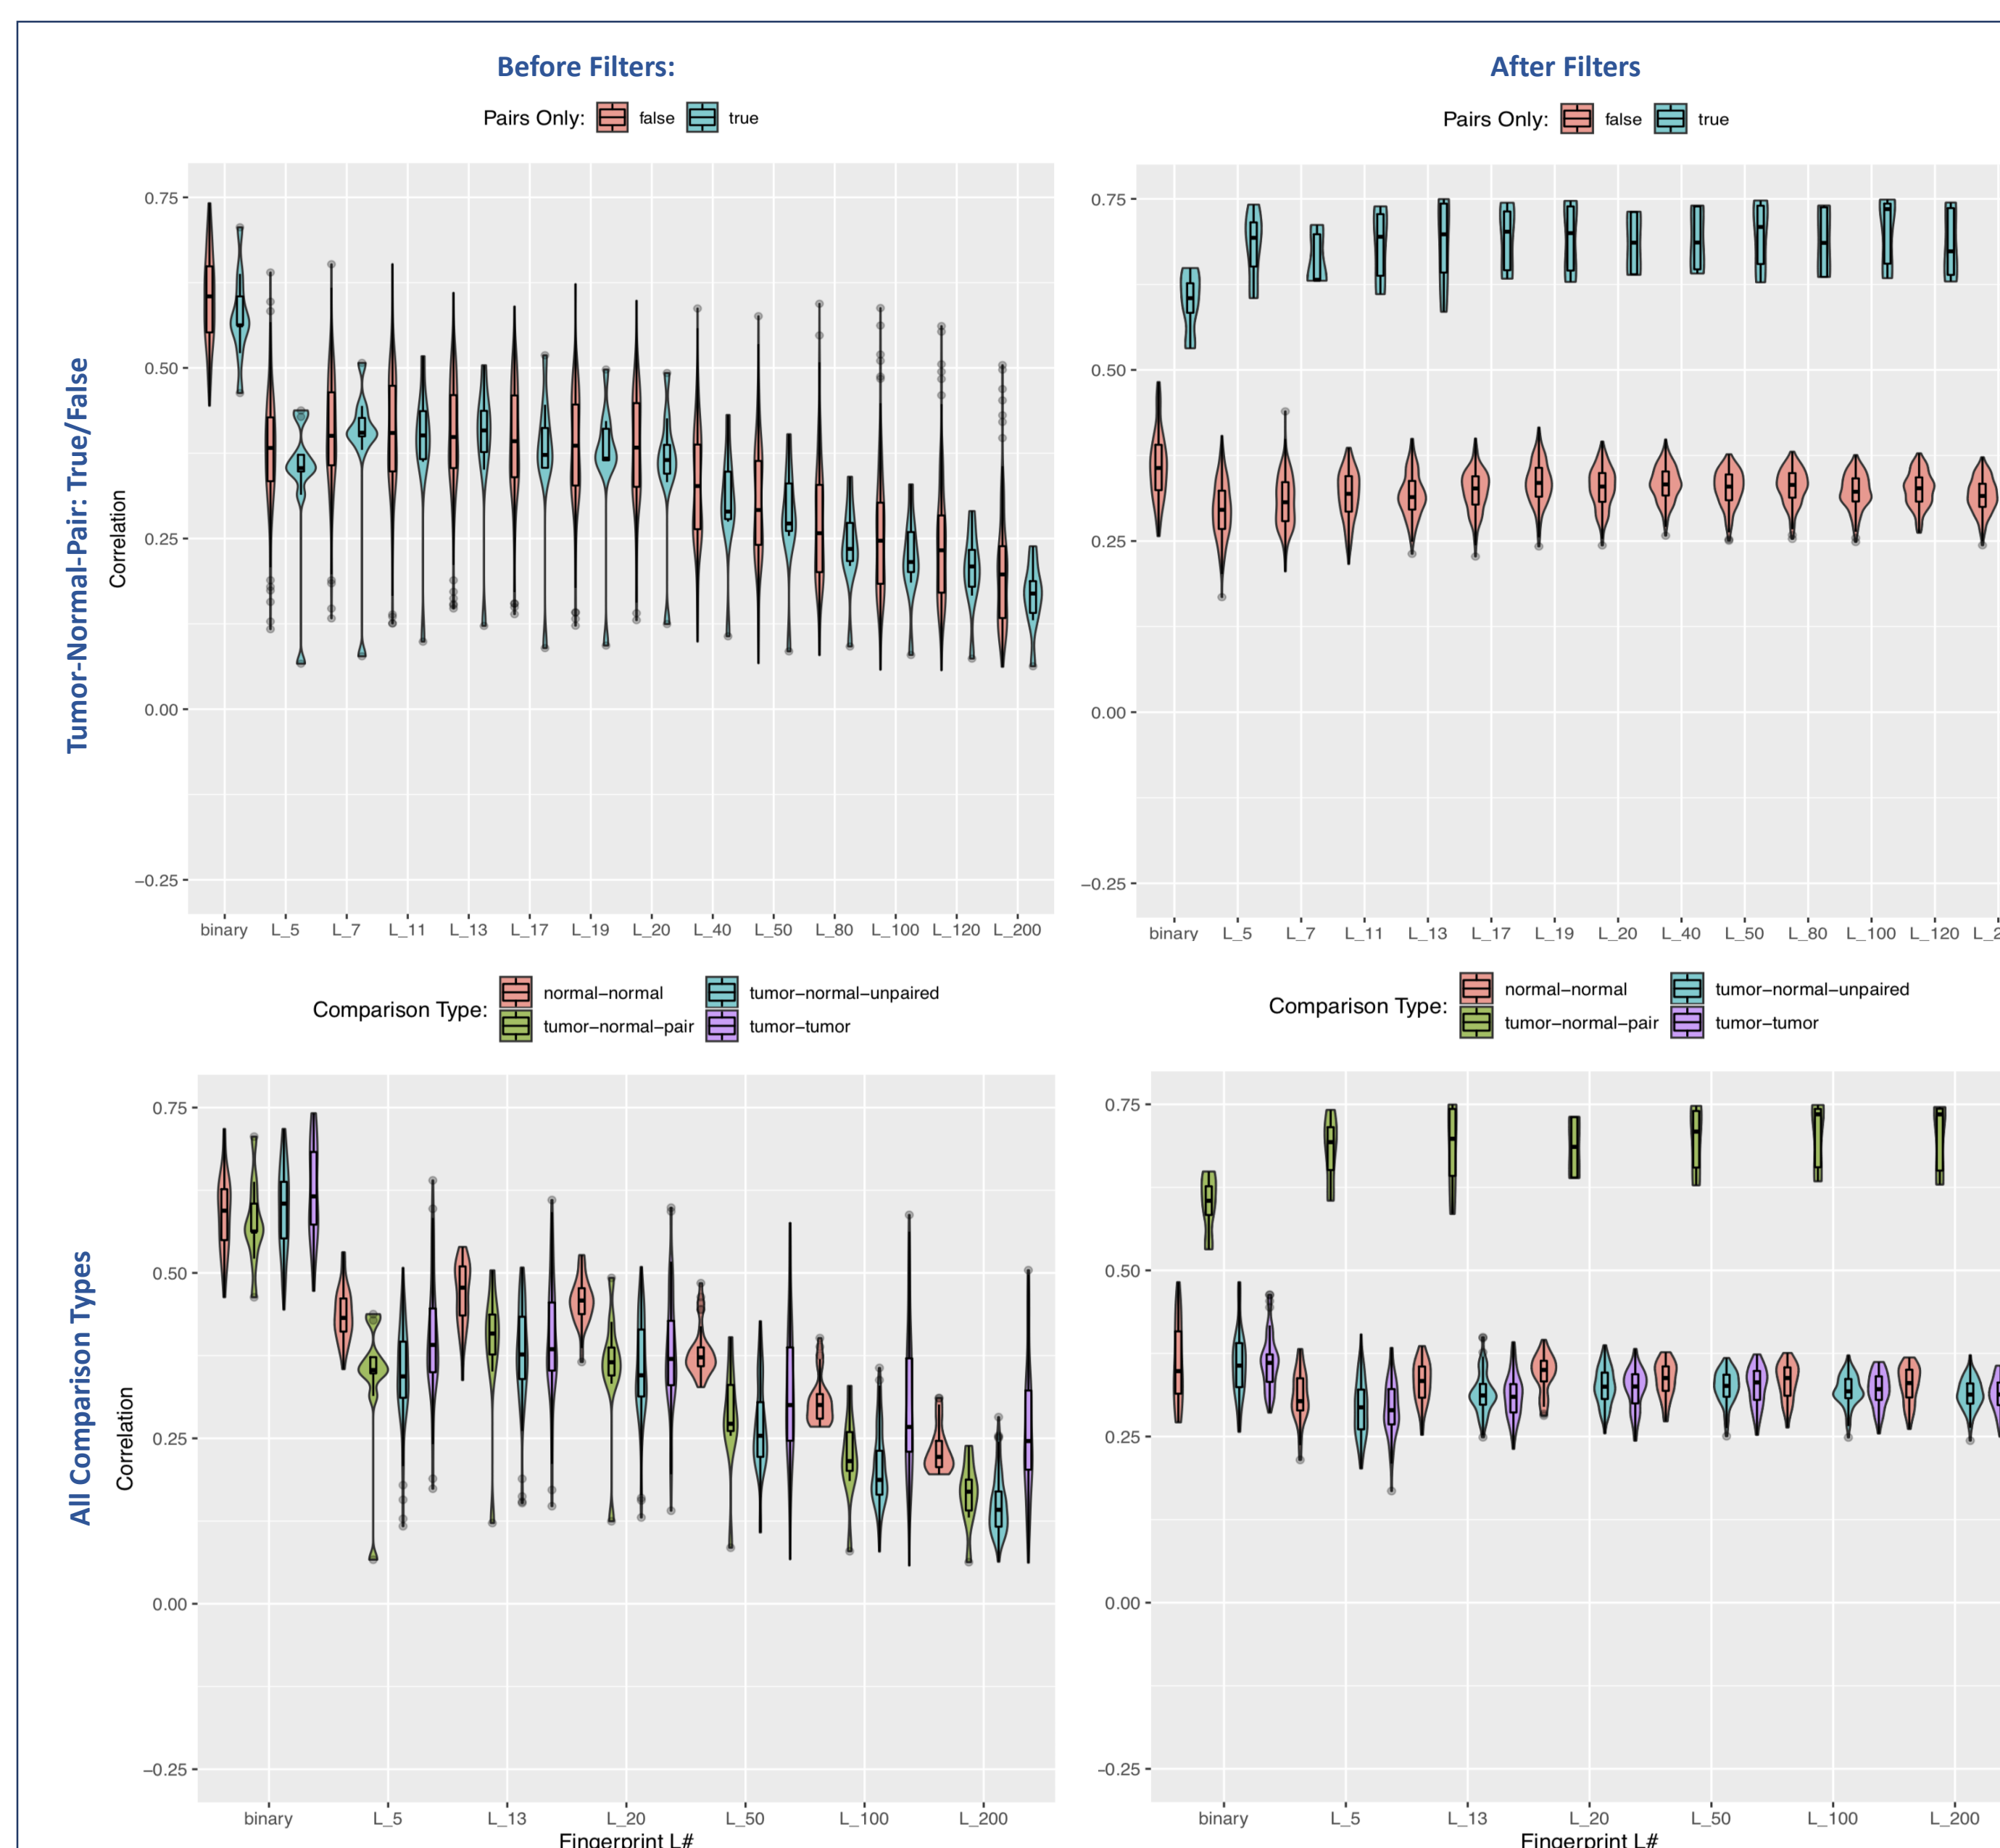 Before Filters:
After Filters
Tumor-Normal-Pair: True/False
Pairs Only: false true
Correlation
0.75
0.50
0.25
0.00
−0.25
binary L_5 L_7 L_11 L_13 L_17 L_19 L_20 L_40 L_50 L_80 L_100 L_120 L_200
Pairs Only: false true
0.75
0.50
0.25
0.00
−0.25
binary L_5 L_7 L_11 L_13 L_17 L_19 L_20 L_40 L_50 L_80 L_100 L_120
All Comparison Types
Comparison Type:
normal−normal tumor−normal−unpaired
tumor−normal−pair tumor−tumor
Correlation
0.75
0.50
0.25
0.00
−0.25
binary L_5 L_13 L_20 L_50 L_100 L_200
Fingerprint L#
Comparison Type:
normal−normal tumor−normal−unpaired
tumor−normal−pair tumor−tumor
0.75
0.50
0.25
0.00
−0.25
binary L_5 L_13 L_20 L_50 L_100 L_200
Fingerprint L#